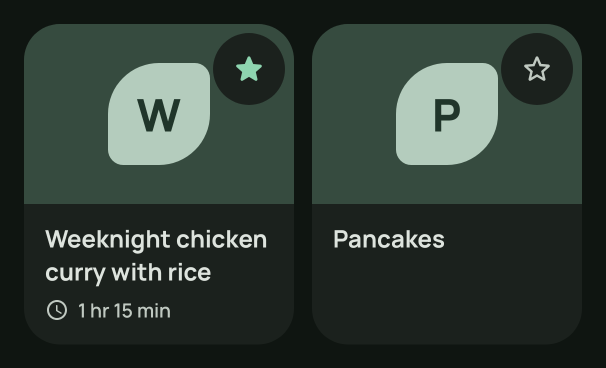 W
Weeknight chicken
curry with rice
1 hr 15 min
P
Pancakes